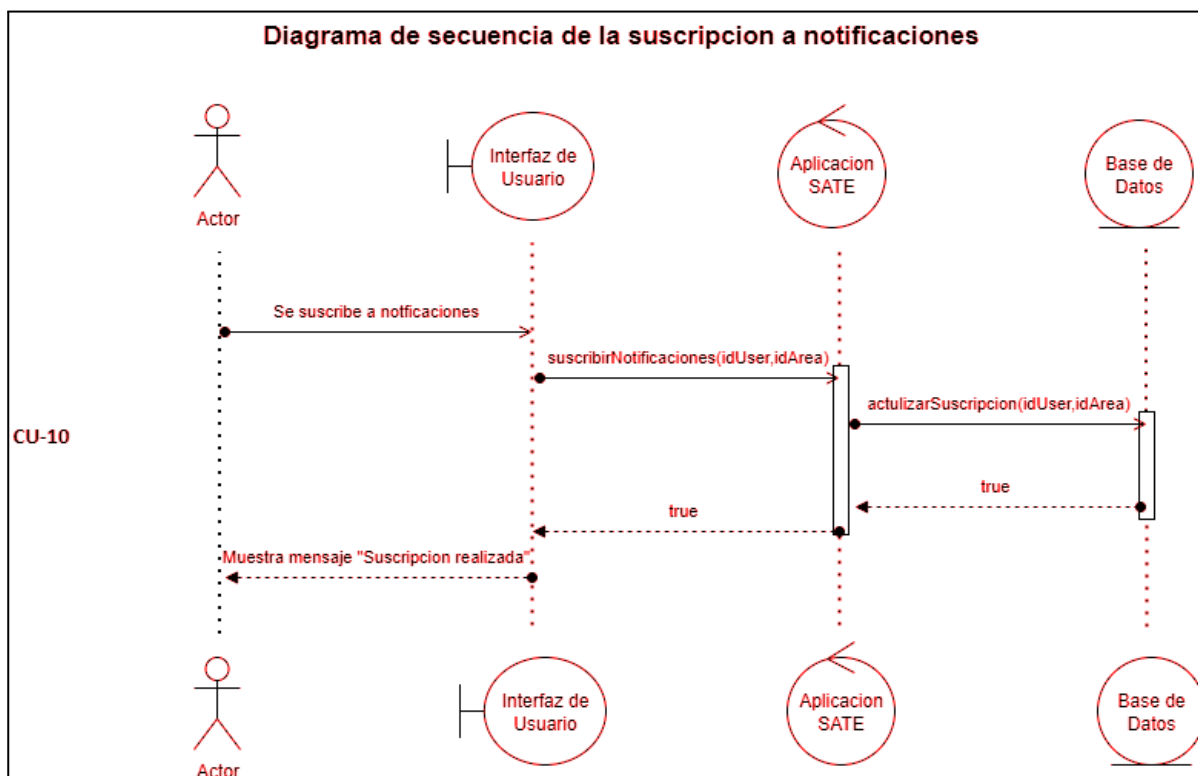 Diagrama de secuencia de la suscripcion a notificaciones
Interfaz de
Usuario
Aplicacion
SATE
Base de
Datos
Actor
Se suscribe a notficaciones
suscribirNotificaciones(idUser,idArea)
actulizarSuscripcion(idUser,idArea)
CU-10
true
true
Muestra mensaje "Suscripcion realizada"
Interfaz de
Usuario
Aplicacion
SATE
Base de
Datos
Actor